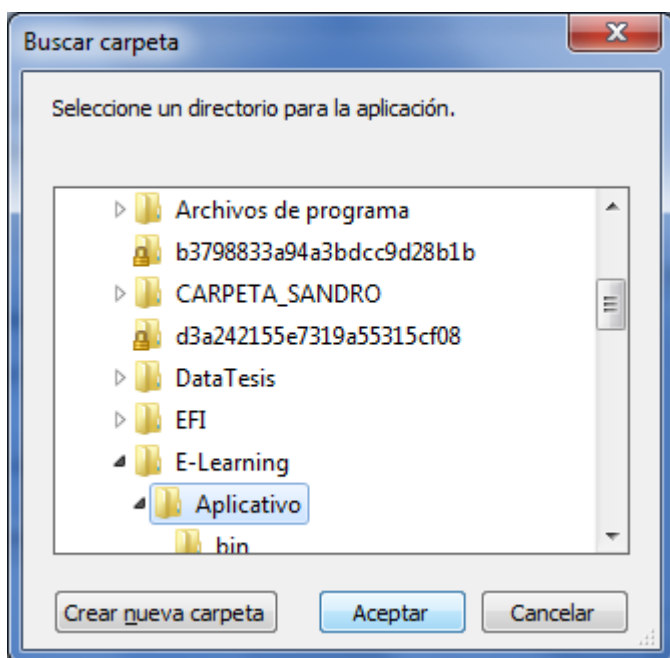 Buscar carpeta
Seleccione un directorio para la aplicación.
Archivos de programa
b3798833a94a3bdcc9d28b1b
CARPETA_SANDRO
d3a242155e7319a55315cf08
DataTesis
EFI
E-Learning
Aplicativo
bin
Crear nueva carpeta Aceptar Cancelar